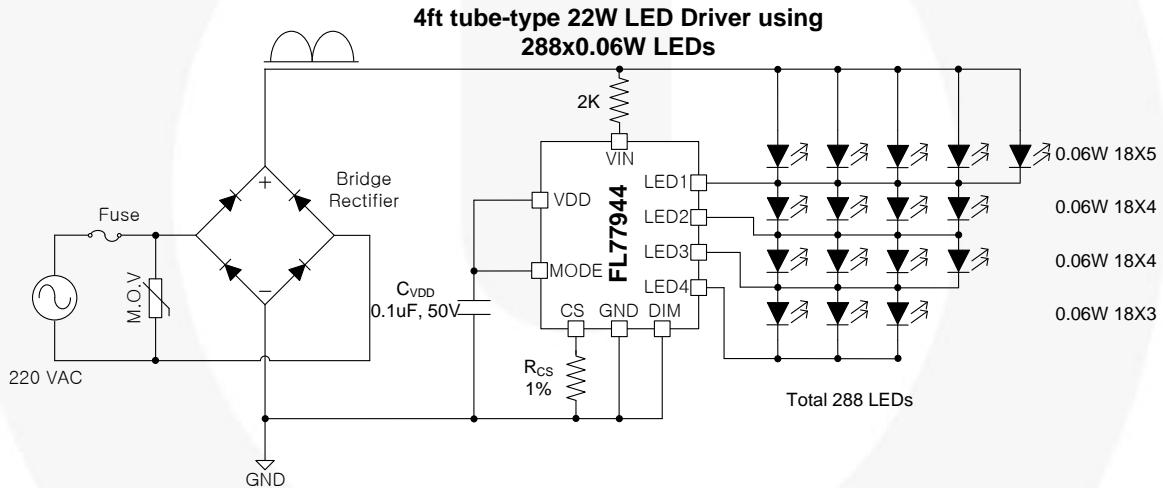 4ft tube-type 22W LED Driver using
288x0.06W LEDs
2K
VIN
VDD
MODE
FL77944
LED1
LED2
LED3
LED4
CS GND DIM
0.06W 18X5
0.06W 18X4
0.06W 18X4
0.06W 18X3
Total 288 LEDs
Bridge
Rectifier
+
-
Fuse
M.O.V
220 VAC
CVDD
0.1uF, 50V
RCS
1%
GND